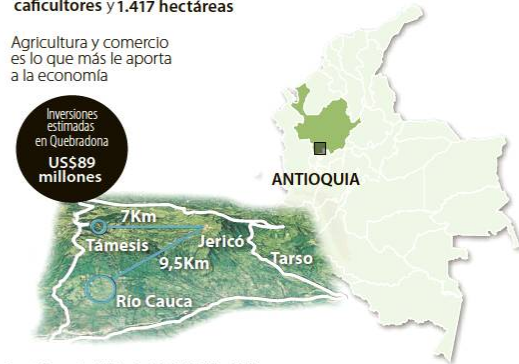 caficultores y 1.417 hectáreas
Agricultura y comercio
es lo que más le aporta
a la economía
Inversiones
estimadas
en Quebradona
US$89
millones
ANTIOQUIA
7Km
Támesis
Jericó
9,5Km
Tarso
Río Cauca